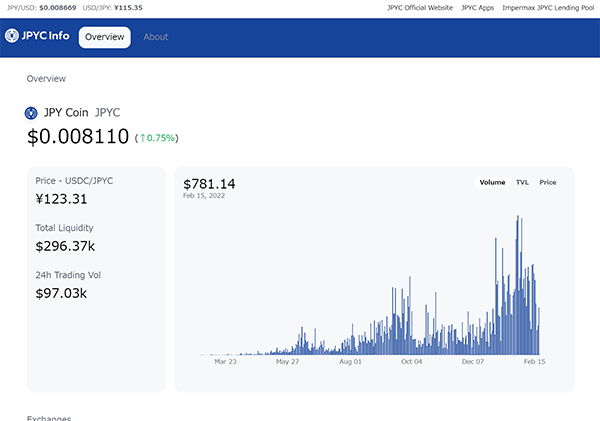 JPY/USD: $0.008669 USD/JPY: ¥115.35 JPYC Official Website JPYC Apps Impermax JPYC Lending Pool
JPYC Info Overview About
Overview
JPY Coin JPYC
$0.008110 (↑0.75%)
Price - USDC/JPYC
¥123.31
Total Liquidity
$296.37k
24h Trading Vol
$97.03k
$781.14 Volume TVL Price
Feb 15, 2022
Mar 23 May 27 Aug 01 Oct 04 Dec 07 Feb 15
Exchanges